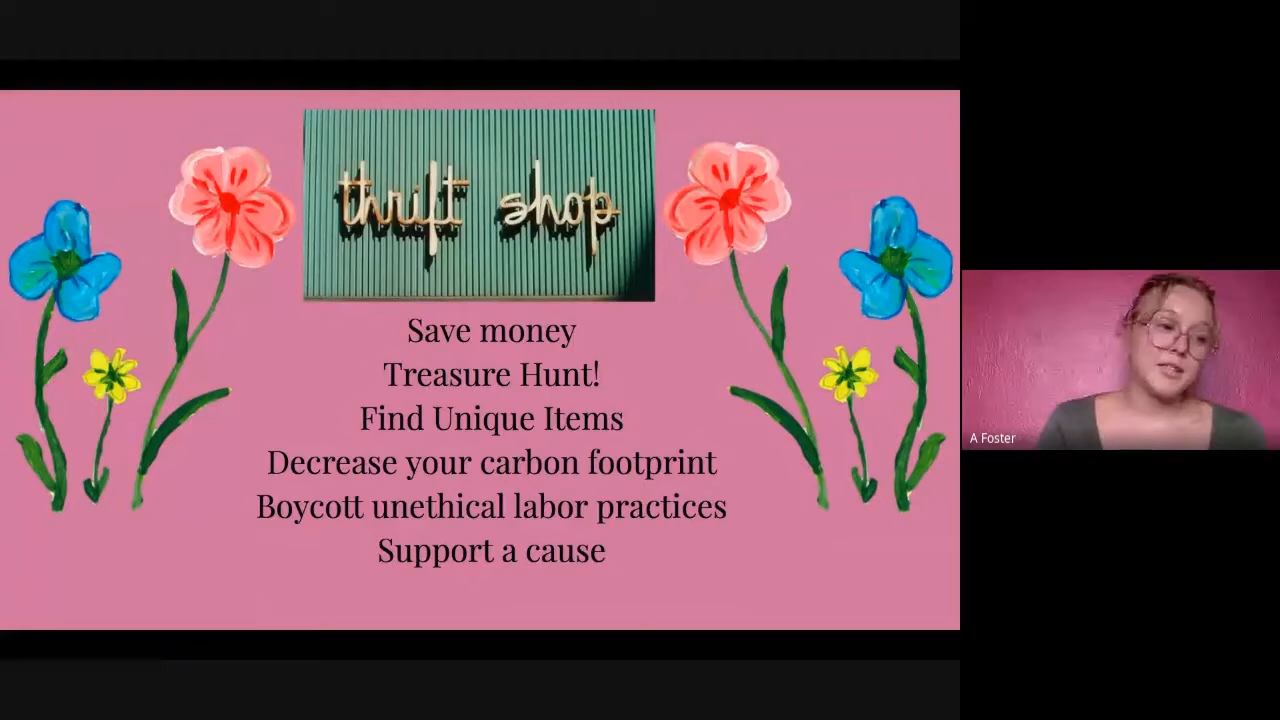 thrift shop
Save money
Treasure Hunt!
Find Unique Items
Decrease your carbon footprint
Boycott unethical labor practices
Support a cause
A Foster